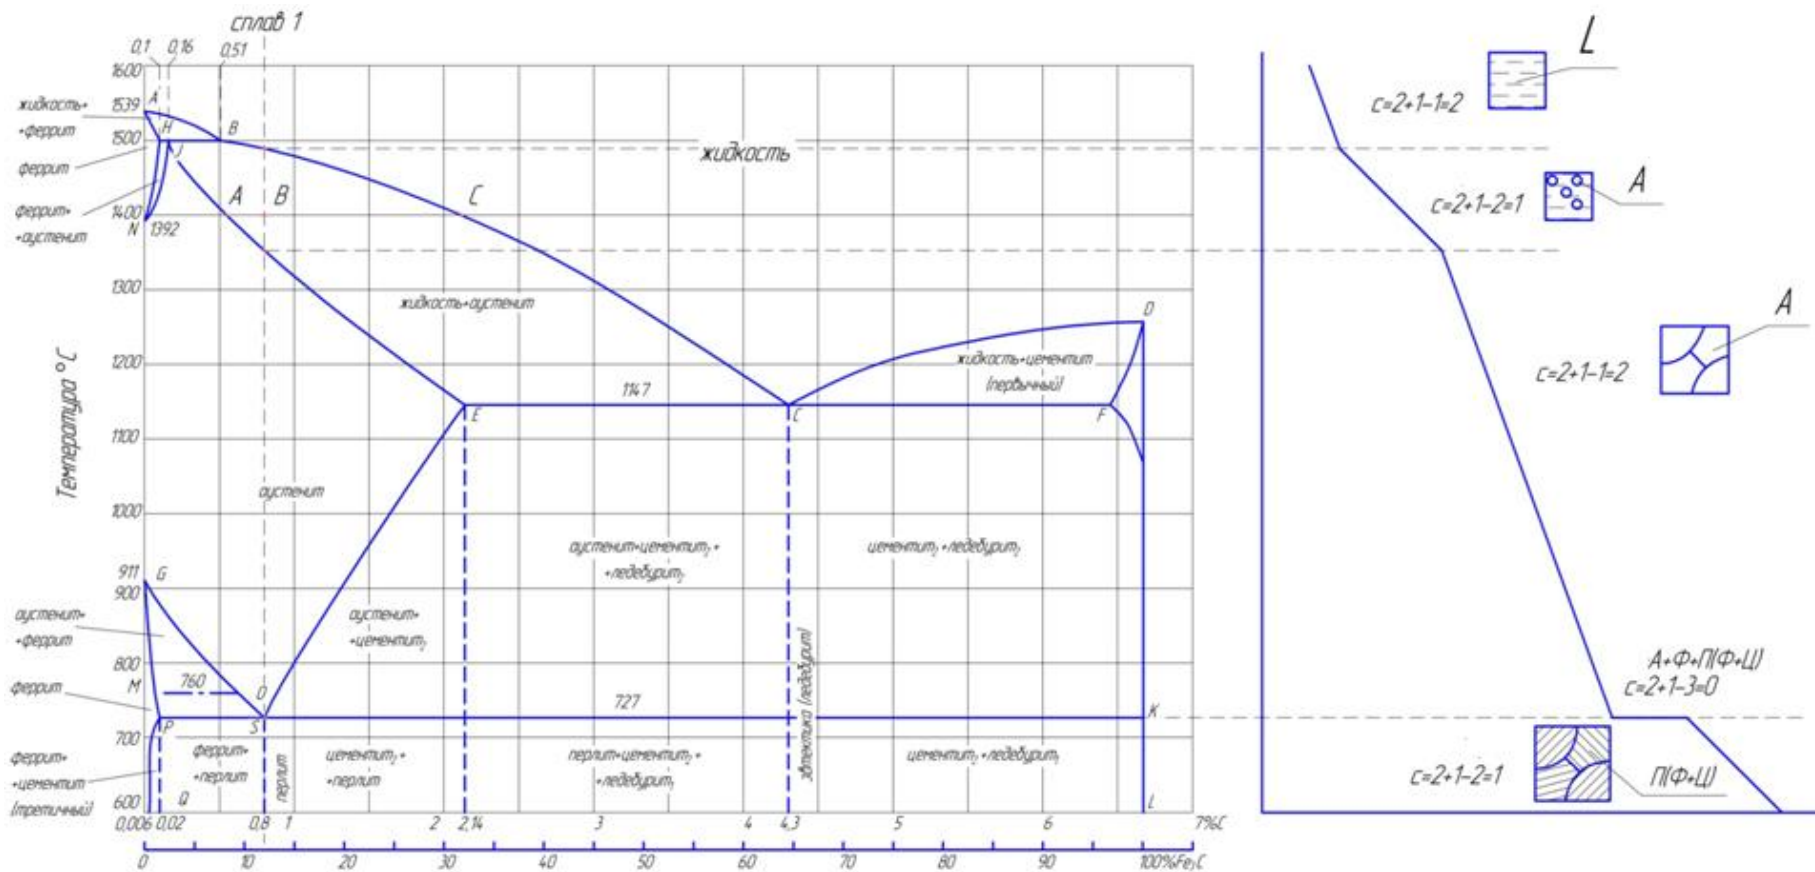 сплав 1
0,1
0,16
0,51
1600
A
1539
жидкость+
+феррит
H
B
1500
J
феррит
жидкость
A
B
C
феррит+
+аустенит
1400
N
1392
1300
жидкость+аустенит
D
Температура °С
1200
жидкость+цементит
(первычный)
1147
E
C
F
1100
аустенит
1000
аустенит+цементит₂+
+ледебурит₂
цементит₁+ледебурит₂
911
G
900
аустенит+
+феррит
аустенит+
+цементит₂
эвтектика (ледебурит)
800
M
760
O
феррит
727
K
P
S
700
феррит+
+перлит
перлит
цементит₂+
+перлит
перлит+цементит₂+
+ледебурит₁
цементит₁+ледебурит₁
феррит+
+цементит
(третичный)
600
Q
L
0,006
0,02
0,8
1
2
2,14
3
4
4,3
5
6
7%С
0
10
20
30
40
50
60
70
80
90
100%Fe₃C
L
c=2+1-1=2
A
c=2+1-2=1
A
c=2+1-1=2
А+Ф+П(Ф+Ц)
c=2+1-3=0
c=2+1-2=1
П(Ф+Ц)